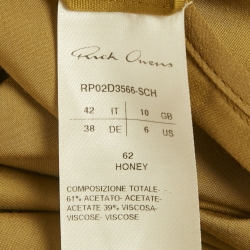 Rick Owens
RP02D3566-SCH
42 IT 10 GB
38 DE 6 US
62
HONEY
COMPOSIZIONE TOTALE-
61% ACETATO- ACETATE-
ACETATE 39% VISCOSA-
VISCOSE- VISCOSE